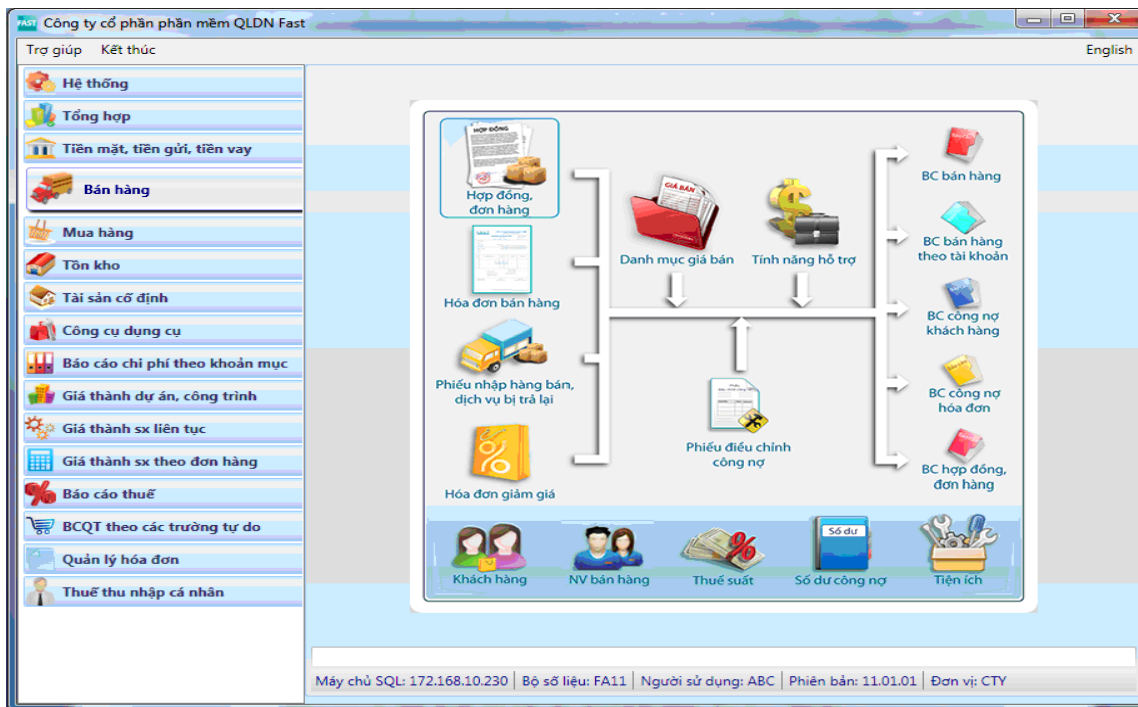 FAST Công ty cổ phần phần mềm QLDN Fast
Trợ giúp Kết thúc English
Hệ thống
Tổng hợp
Tiền mặt, tiền gửi, tiền vay
Bán hàng
Mua hàng
Tồn kho
Tài sản cố định
Công cụ dụng cụ
Báo cáo chi phí theo khoản mục
Giá thành dự án, công trình
Giá thành sx liên tục
Giá thành sx theo đơn hàng
Báo cáo thuế
BCQT theo các trường tự do
Quản lý hóa đơn
Thuế thu nhập cá nhân
HỢP ĐỒNG
Hợp đồng,
đơn hàng
Hóa đơn bán hàng
Phiếu nhập hàng bán,
dịch vụ bị trả lại
Hóa đơn giảm giá
GIÁ BÁN
Danh mục giá bán
Tính năng hỗ trợ
Phiếu điều chỉnh
công nợ
BC bán hàng
BC bán hàng
theo tài khoản
BC công nợ
khách hàng
BC công nợ
hóa đơn
BC hợp đồng,
đơn hàng
Khách hàng
NV bán hàng
Thuế suất
Số dư
Số dư công nợ
Tiện ích
Máy chủ SQL: 172.168.10.230 Bộ số liệu: FA11 Người sử dụng: ABC Phiên bản: 11.01.01 Đơn vị: CTY